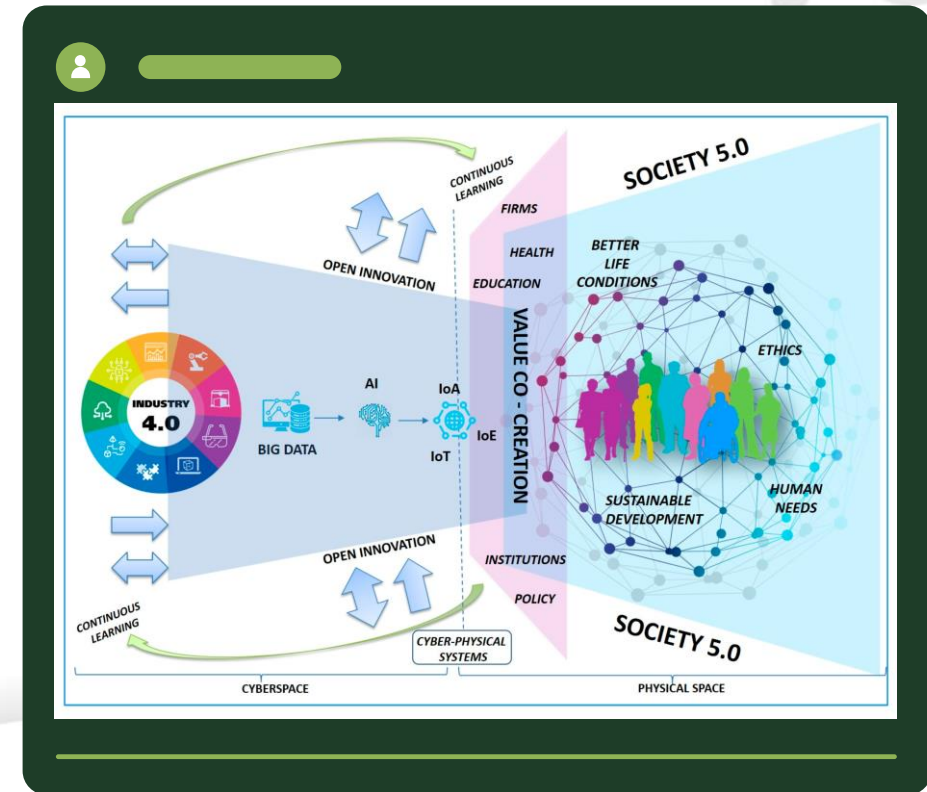 CONTINUOUS
LEARNING
SOCIETY 5.0
FIRMS
HEALTH
EDUCATION
BETTER
LIFE
CONDITIONS
OPEN INNOVATION
VALUE CO - CREATION
ETHICS
INDUSTRY
4.0
BIG DATA
AI
IoA
IoT
IoE
SUSTAINABLE
DEVELOPMENT
HUMAN
NEEDS
OPEN INNOVATION
INSTITUTIONS
POLICY
CONTINUOUS
LEARNING
SOCIETY 5.0
CYBER-PHYSICAL
SYSTEMS
CYBERSPACE
PHYSICAL SPACE